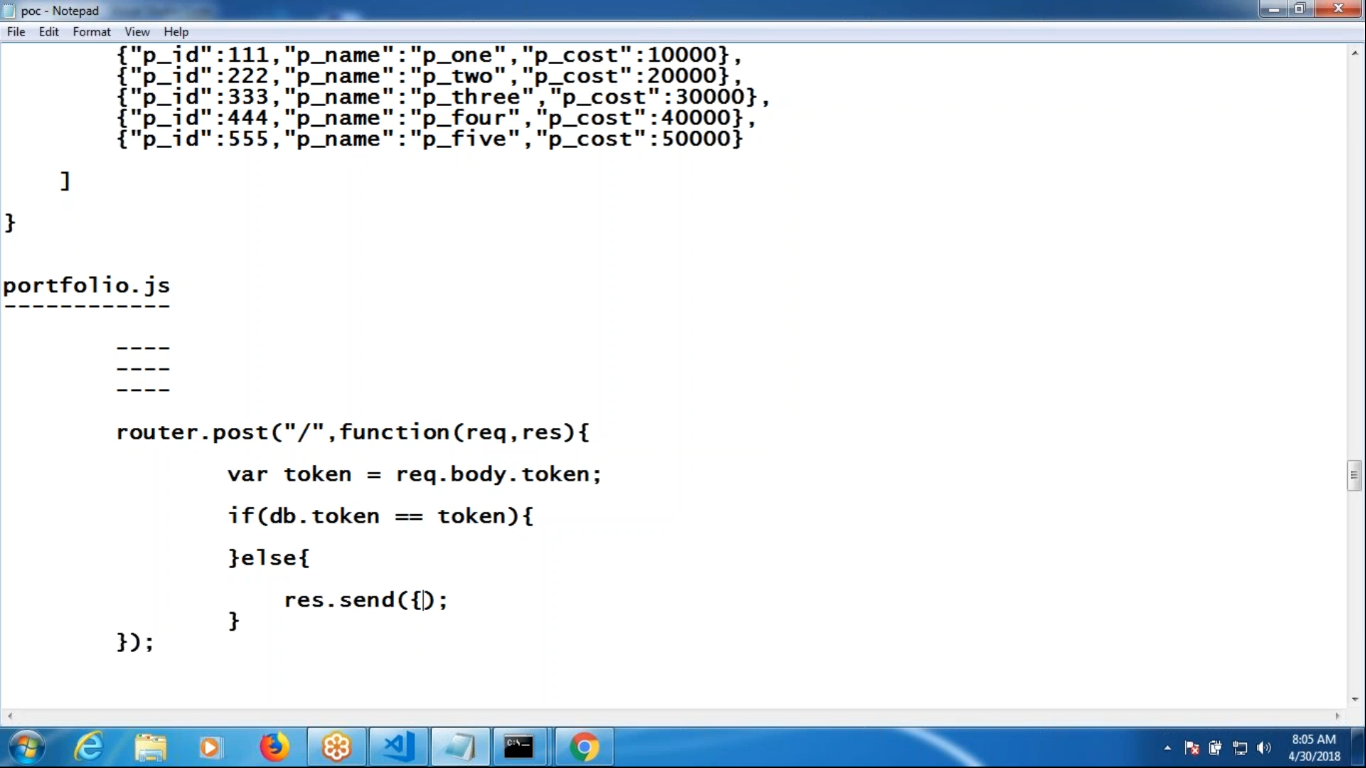 poc - Notepad
File Edit Format View Help
{"p_id":111,"p_name":"p_one","p_cost":10000},
{"p_id":222,"p_name":"p_two","p_cost":20000},
{"p_id":333,"p_name":"p_three","p_cost":30000},
{"p_id":444,"p_name":"p_four","p_cost":40000},
{"p_id":555,"p_name":"p_five","p_cost":50000}
]
}
portfolio.js
------------
----
----
----
router.post("/",function(req,res){
var token = req.body.token;
if(db.token == token){
}else{
res.send({);
}
});
8:05 AM
4/30/2018